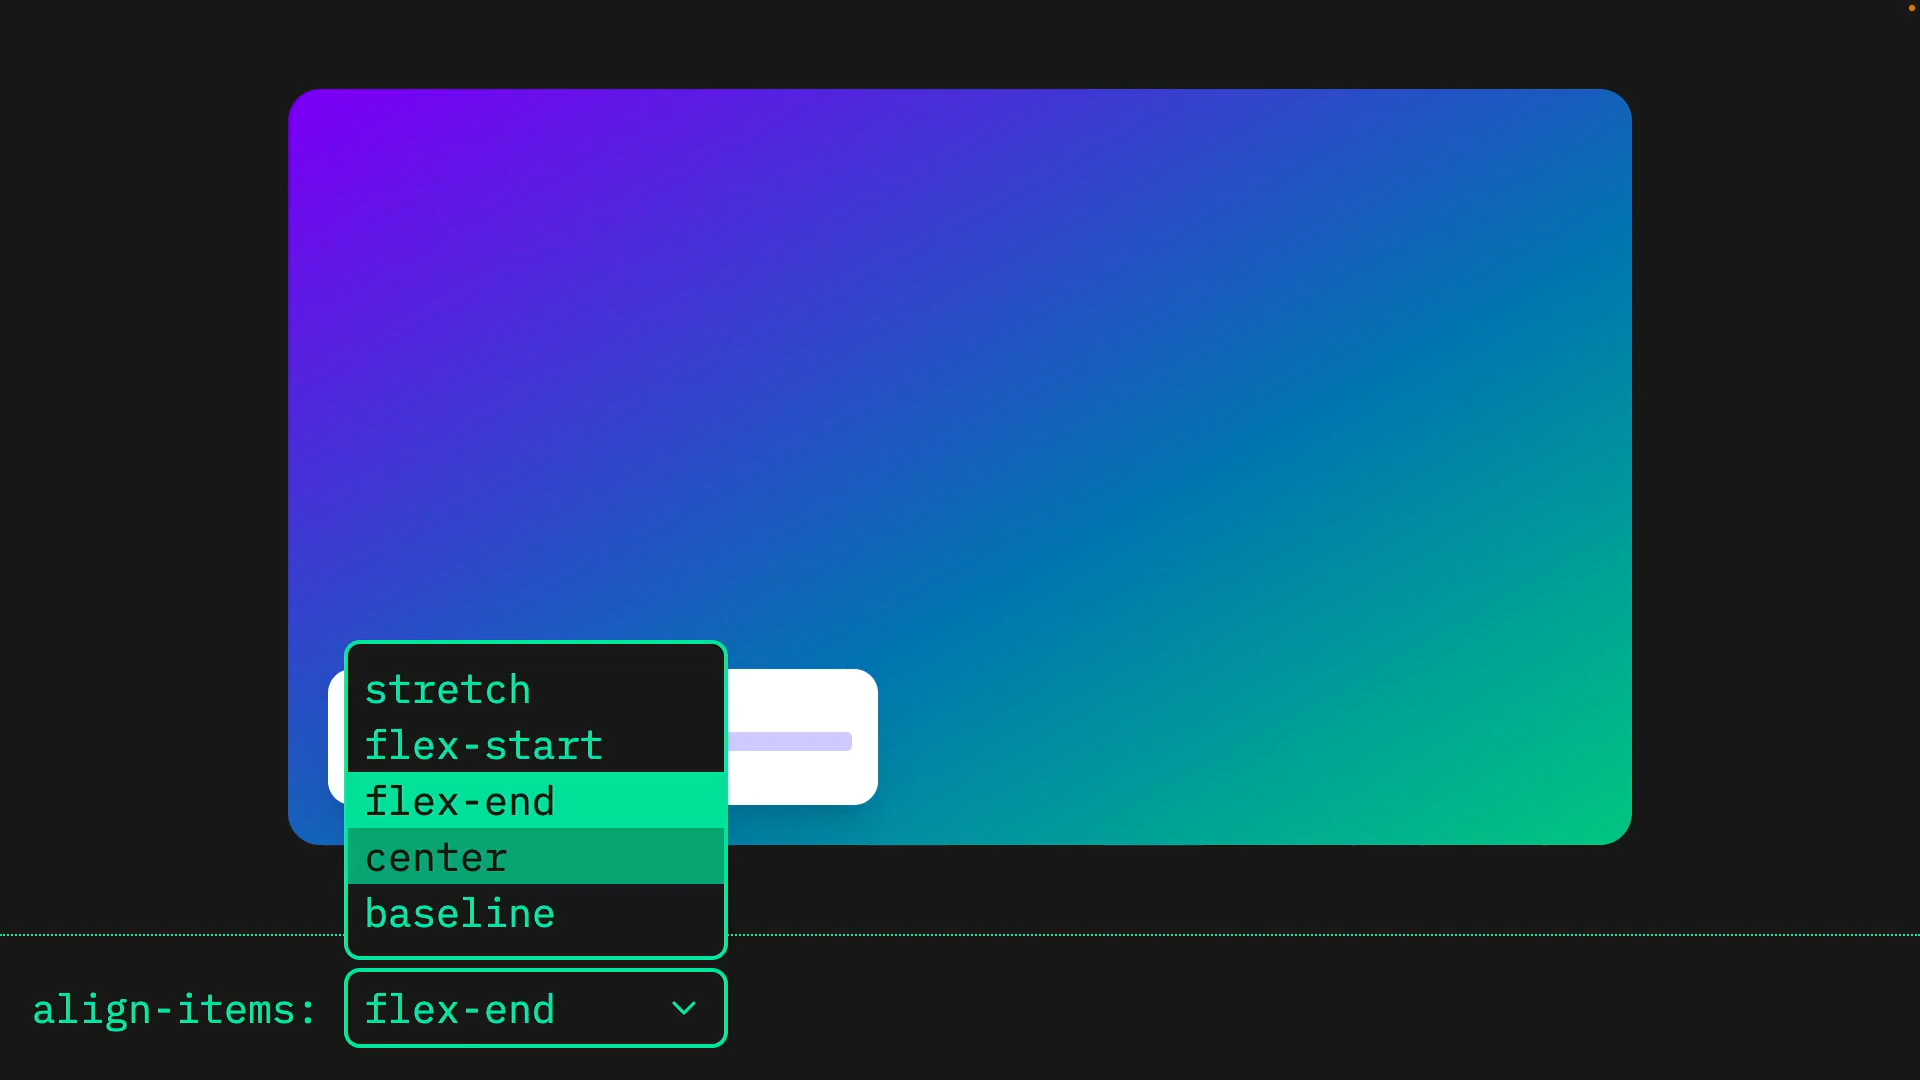 stretch
flex-start
flex-end
center
baseline
align-items: flex-end